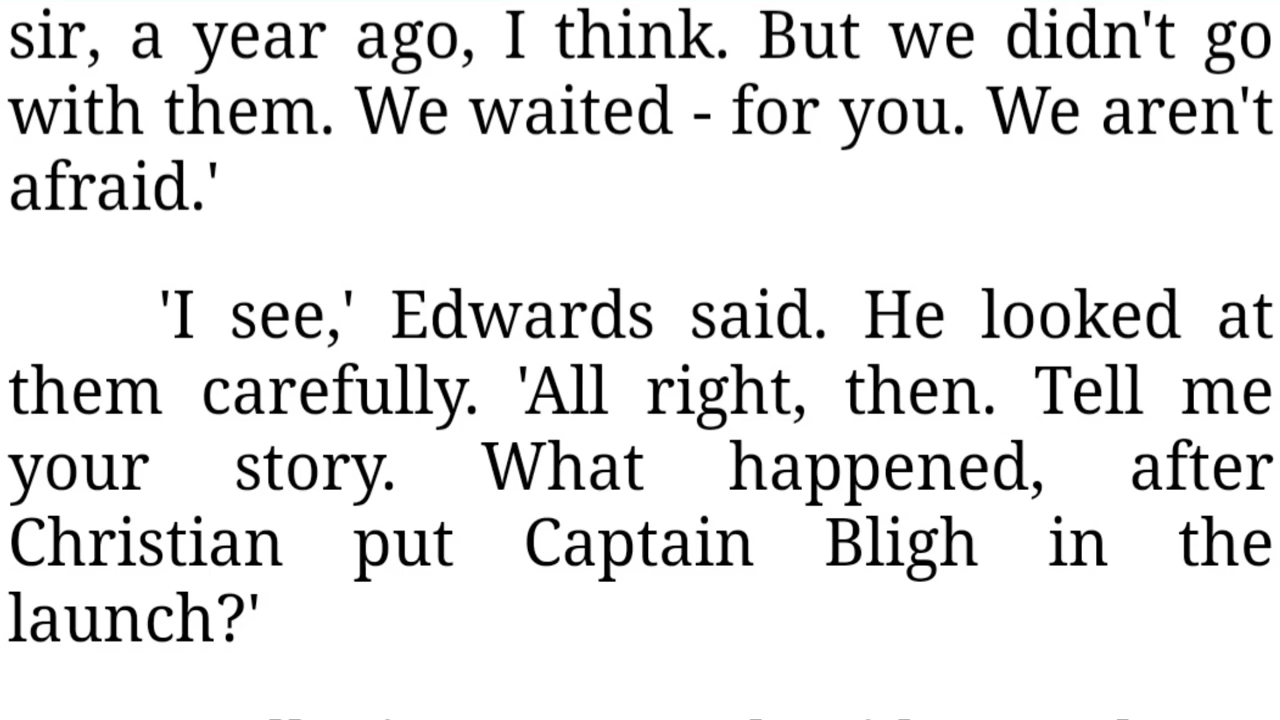 sir, a year ago, I think. But we didn't go
with them. We waited - for you. We aren't
afraid.'
'I see,' Edwards said. He looked at
them carefully. 'All right, then. Tell me
your story. What happened, after
Christian put Captain Bligh in the
launch?'